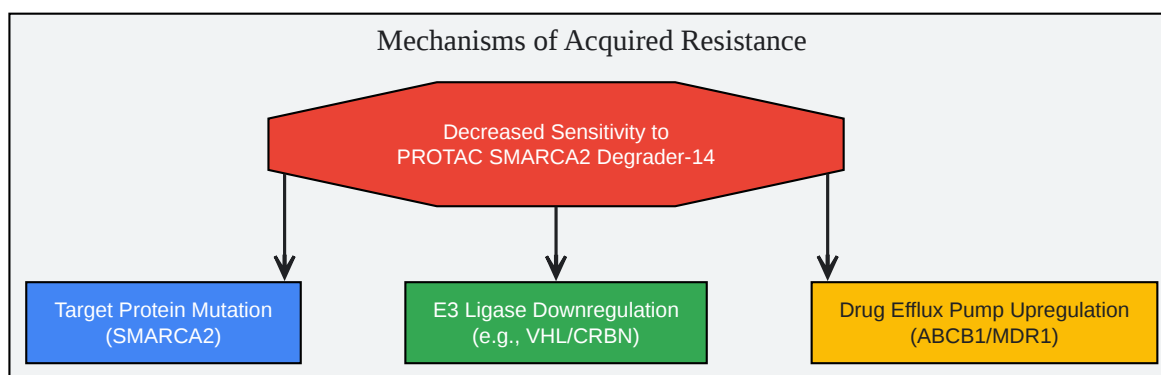 Mechanisms of Acquired Resistance
Decreased Sensitivity to
PROTAC SMARCA2 Degrader-14
Target Protein Mutation
(SMARCA2)
E3 Ligase Downregulation
(e.g., VHL/CRBN)
Drug Efflux Pump Upregulation
(ABCB1/MDR1)